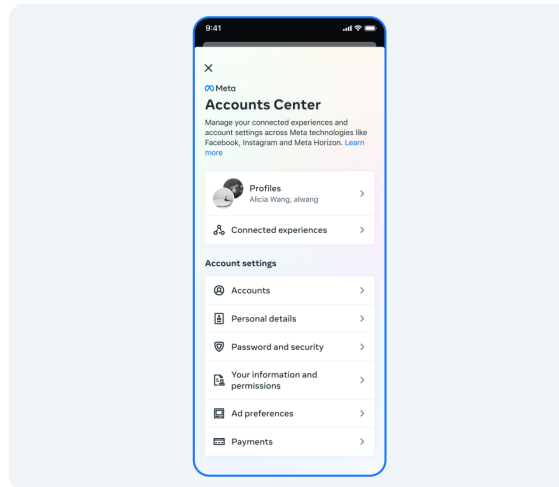 9:41
Meta
Accounts Center
Manage your connected experiences and
account settings across Meta technologies like
Facebook, Instagram and Meta Horizon. Learn
more
Profiles
Alicia Wang, alwang
Connected experiences
Account settings
Accounts
Personal details
Password and security
Your information and
permissions
Ad preferences
Payments